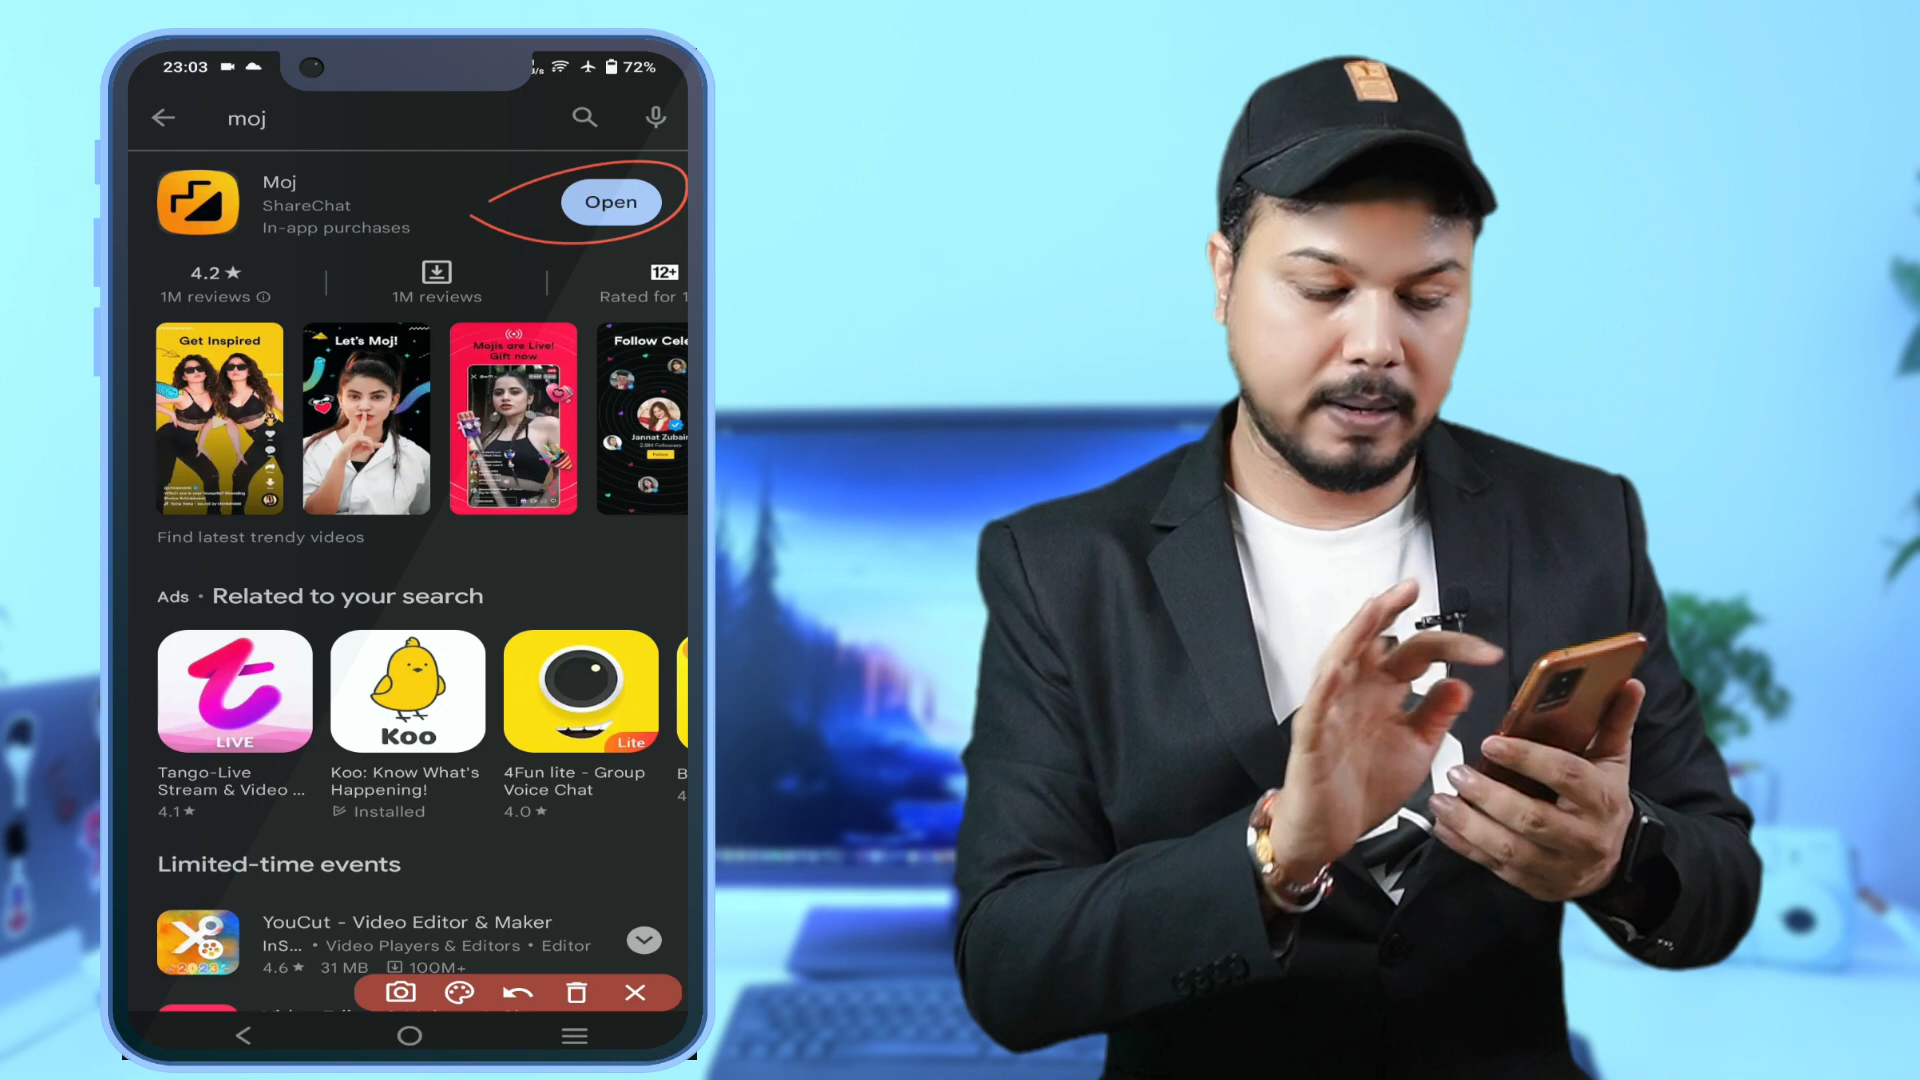 23:03
72%
moj
Moj
ShareChat
In-app purchases
Open
4.2★
1M reviews
1M reviews
12+
Rated for 1
Get Inspired
Let's Moj!
Mojis are Live!
Gift now
Follow Cele
Jannat Zubair
Follow
Find latest trendy videos
Ads • Related to your search
LIVE
Koo
Lite
Tango-Live
Stream & Video ...
4.1★
Koo: Know What's
Happening!
Installed
4Fun lite - Group
Voice Chat
4.0★
B
4
Limited-time events
2023
YouCut - Video Editor & Maker
InS... • Video Players & Editors • Editor
4.6★ 31 MB 100M+